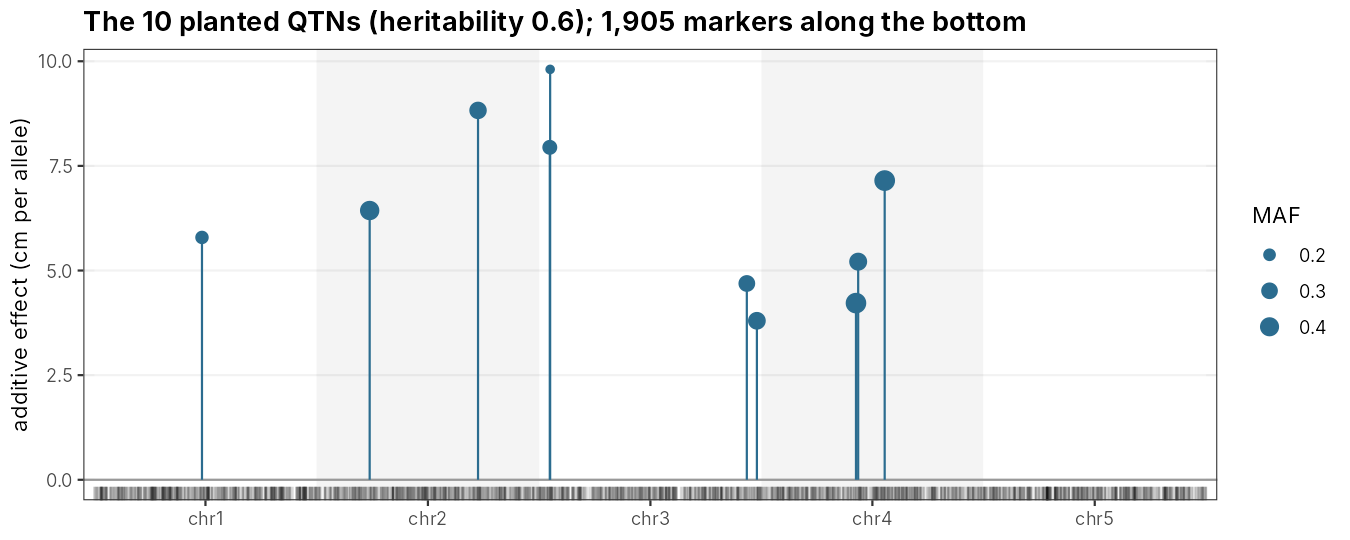 The 10 planted QTNs (heritability 0.6); 1,905 markers along the bottom
additive effect (cm per allele)
10.0
7.5
5.0
2.5
0.0
chr1
chr2
chr3
chr4
chr5
MAF
0.2
0.3
0.4